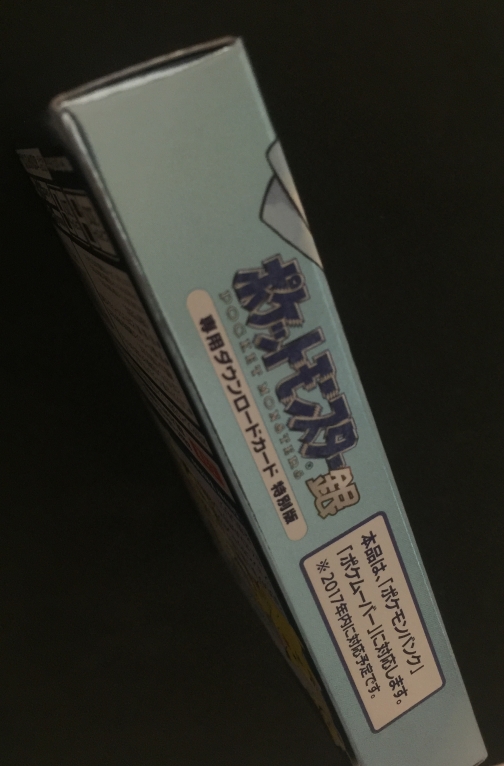 ポケットモンスター銀
POCKET MONSTERS
専用ダウンロードカード 特別版
本品は、「ポケモンバンク」
「ポケムーバー」に対応します。
※2017年内に対応予定です。